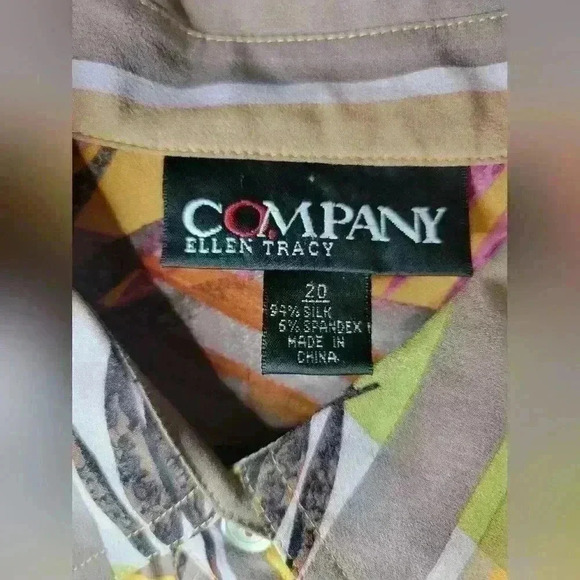 COMPANY
ELLEN TRACY
20
94% SILK
6% SPANDEX
MADE IN
CHINA